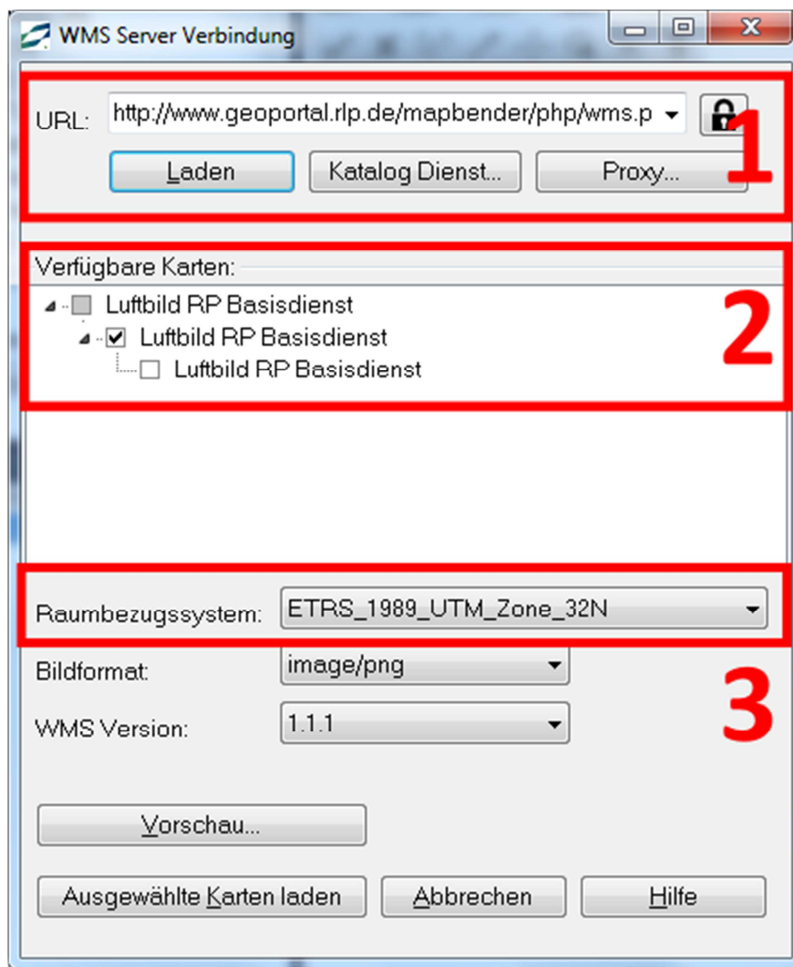 WMS Server Verbindung
URL: http://www.geoportal.rlp.de/mapbender/php/wms.p
Laden Katalog Dienst... Proxy...
1
Verfügbare Karten:
Luftbild RP Basisdienst
Luftbild RP Basisdienst
Luftbild RP Basisdienst
2
Raumbezugssystem: ETRS_1989_UTM_Zone_32N
Bildformat: image/png
WMS Version: 1.1.1
3
Vorschau...
Ausgewählte Karten laden Abbrechen Hilfe